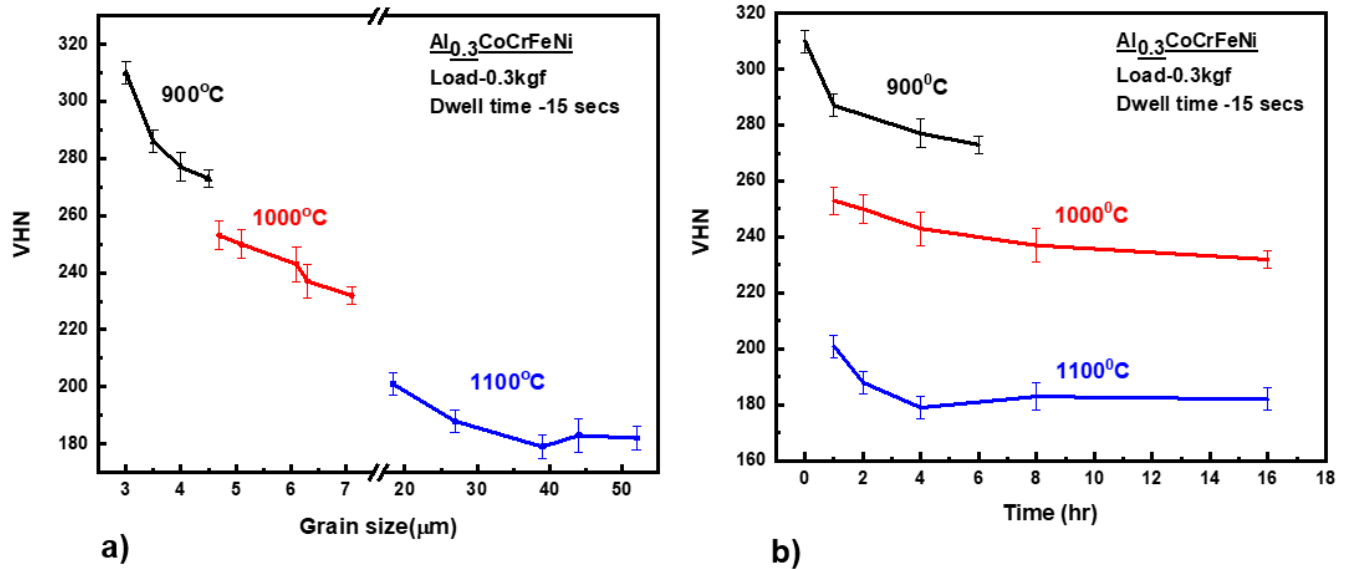 320
300
280
260
240
220
200
180
VHN
Al0.3CoCrFeNi
Load-0.3kgf
Dwell time -15 secs
900°C
1000°C
1100°C
3 4 5 6 7 20 30 40 50
Grain size(μm)
a)
320
300
280
260
240
220
200
180
160
VHN
Al0.3CoCrFeNi
Load-0.3kgf
Dwell time -15 secs
900⁰C
1000⁰C
1100⁰C
0 2 4 6 8 10 12 14 16 18
Time (hr)
b)